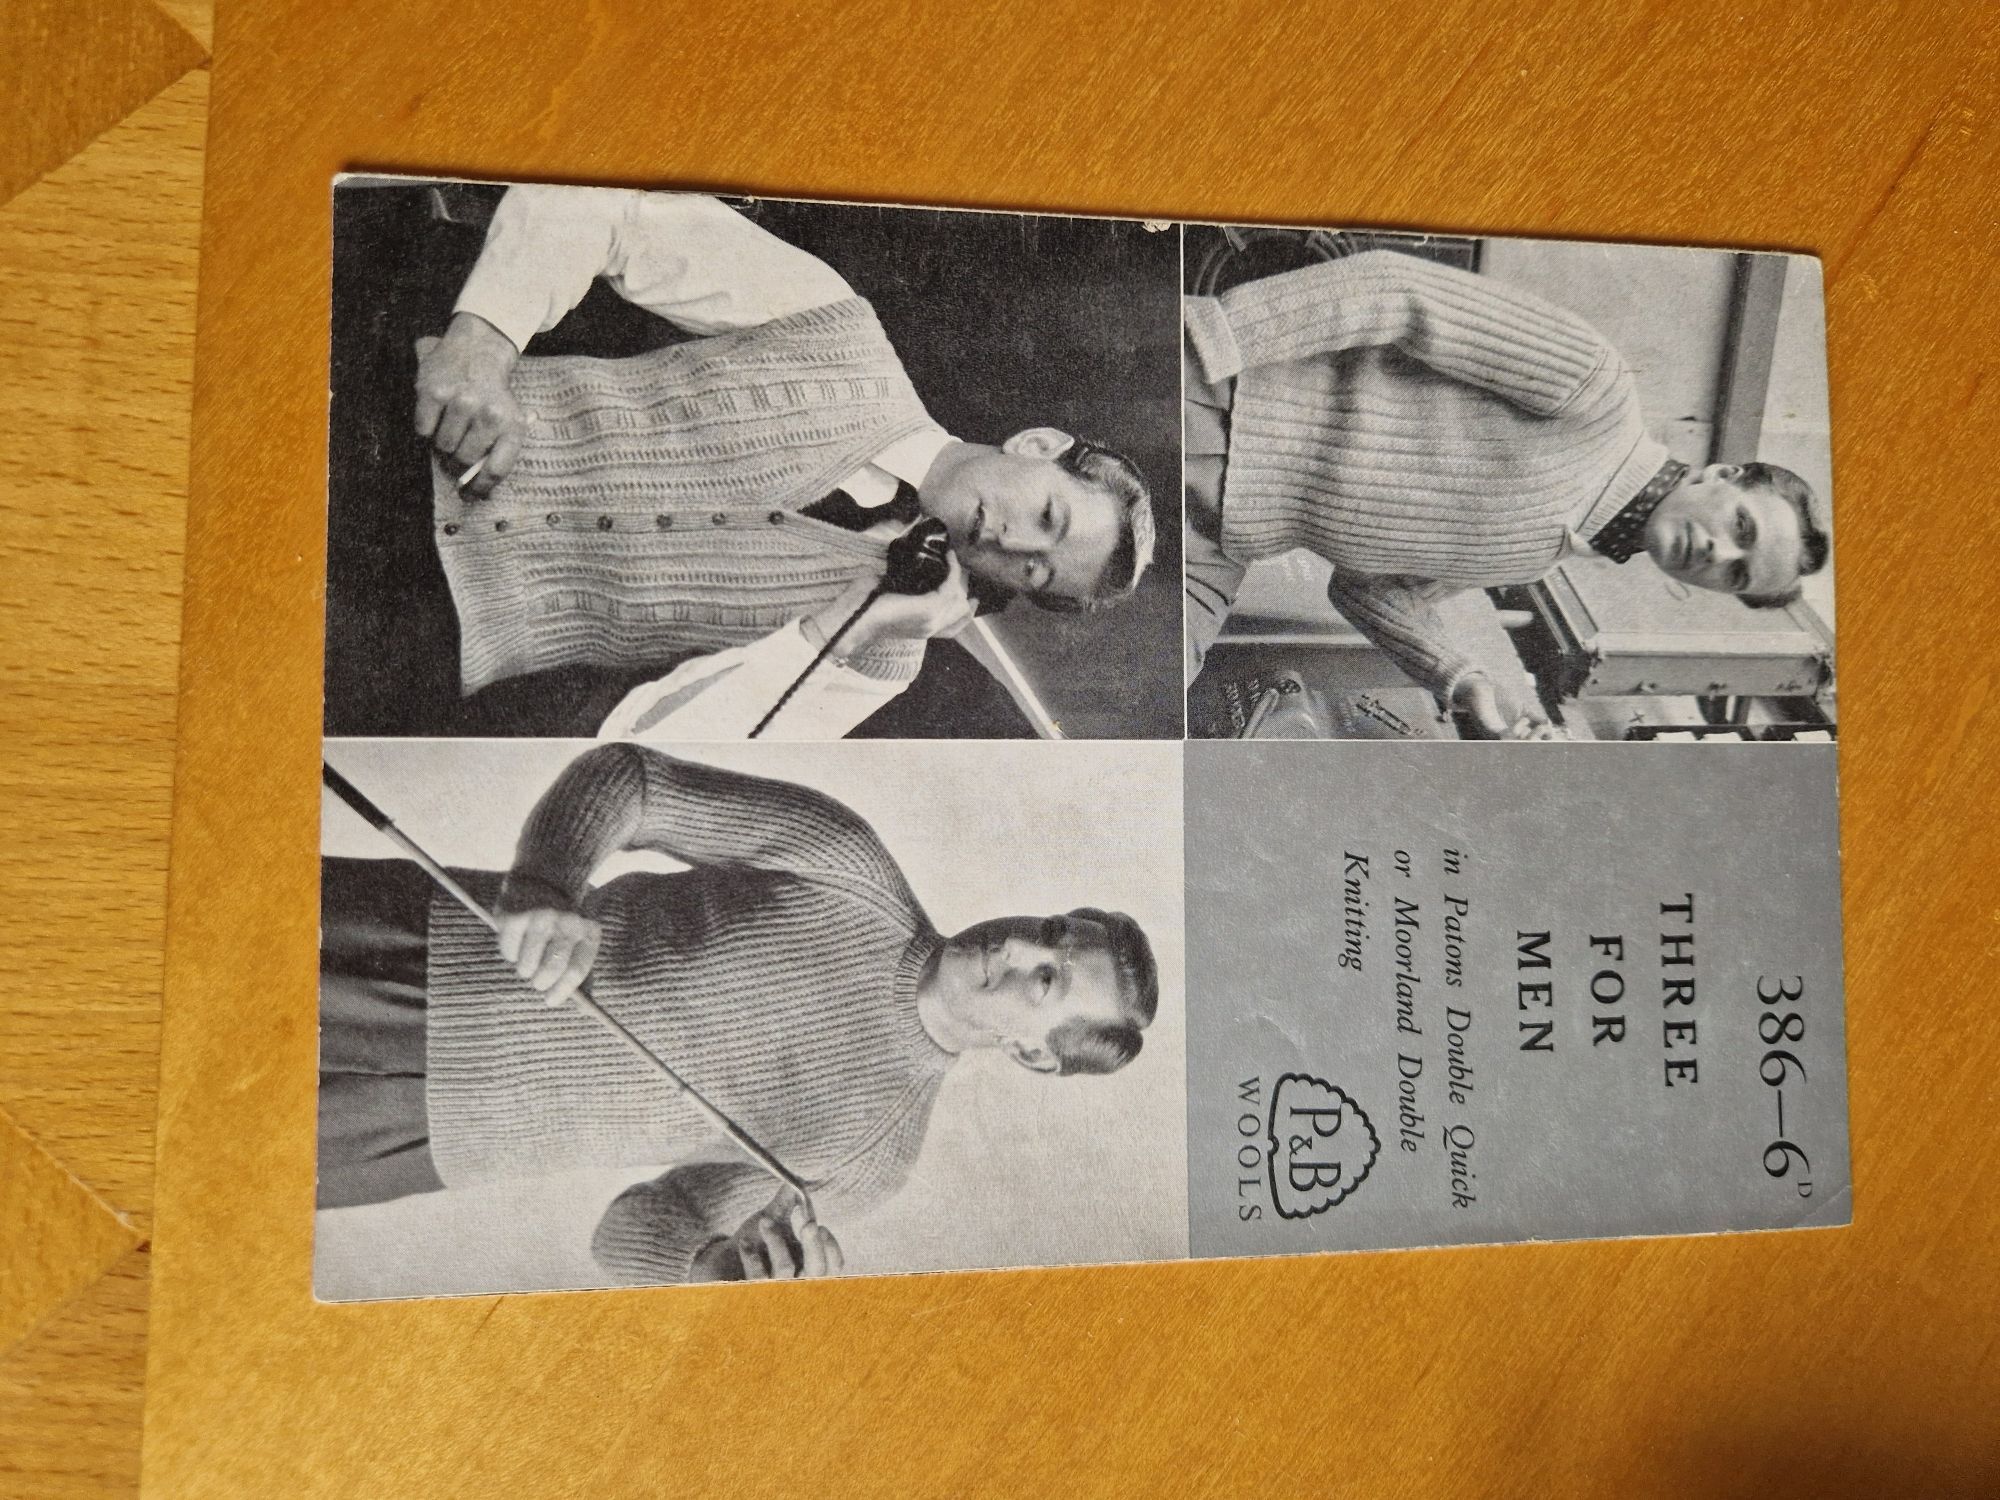 386—6D
THREE
FOR
MEN
in Patons Double Quick
or Moorland Double
Knitting
P&B
WOOLS